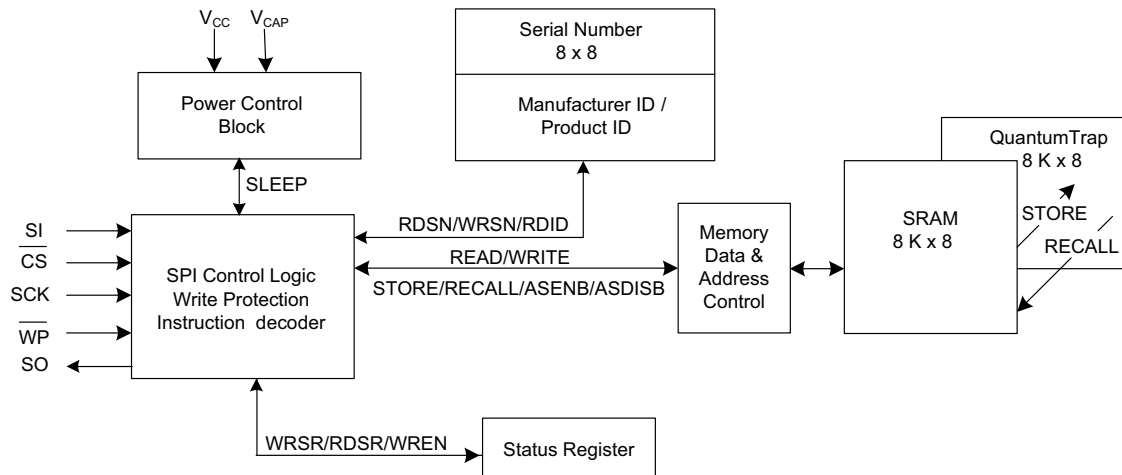 V_CC V_CAP
Power Control
Block
SLEEP
Serial Number
8 x 8
Manufacturer ID /
Product ID
QuantumTrap
8 K x 8
SRAM
8 K x 8
STORE
RECALL
SI
CS
SCK
WP
SO
SPI Control Logic
Write Protection
Instruction decoder
RDSN/WRSN/RDID
READ/WRITE
STORE/RECALL/ASENB/ASDISB
Memory
Data &
Address
Control
WRSR/RDSR/WREN
Status Register